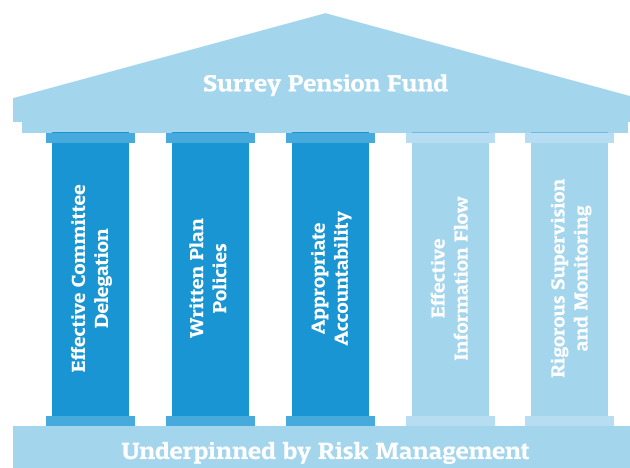 Surrey Pension Fund
Effective Committee
Delegation
Written Plan
Policies
Appropriate
Accountability
Effective
Information Flow
Rigorous Supervision
and Monitoring
Underpinned by Risk Management